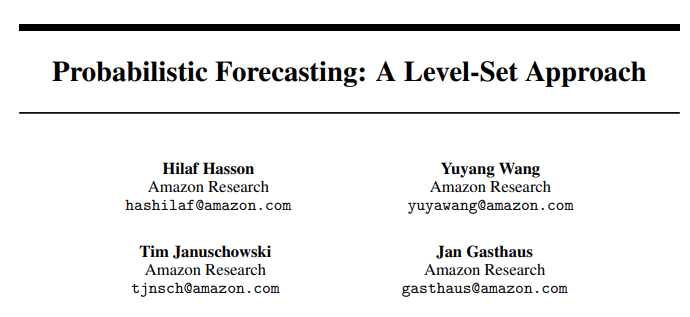 Probabilistic Forecasting: A Level-Set Approach
Hilaf Hasson
Amazon Research
hashilaf@amazon.com
Yuyang Wang
Amazon Research
yuyawang@amazon.com
Tim Januschowski
Amazon Research
tjnsch@amazon.com
Jan Gasthaus
Amazon Research
gasthaus@amazon.com